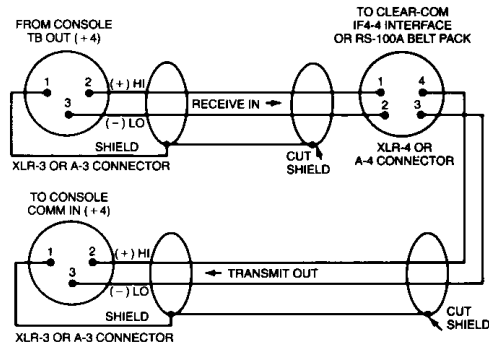 FROM CONSOLE
TB OUT (+4)
TO CLEAR-COM
IF4-4 INTERFACE
OR RS-100A BELT PACK
1
2
3
(+) HI
(−) LO
RECEIVE IN →
1
4
2
3
SHIELD
XLR-3 OR A-3 CONNECTOR
CUT
SHIELD
XLR-4 OR
A-4 CONNECTOR
TO CONSOLE
COMM IN (+4)
1
2
3
(+) HI
(−) LO
← TRANSMIT OUT
SHIELD
XLR-3 OR A-3 CONNECTOR
CUT
SHIELD